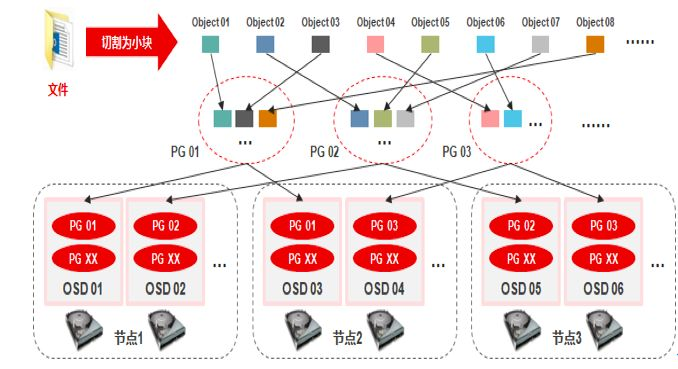 Object 01 Object 02 Object 03 Object 04 Object 05 Object 06 Object 07 Object 08 ······
切割为小块
文件
... ... ... ······
PG 01 PG 02 PG 03
PG 01 PG 02 PG 01 PG 03 PG 02 PG 03
PG XX PG XX ... PG XX PG XX ... PG XX PG XX ...
OSD 01 OSD 02 OSD 03 OSD 04 OSD 05 OSD 06
节点1 节点2 节点3